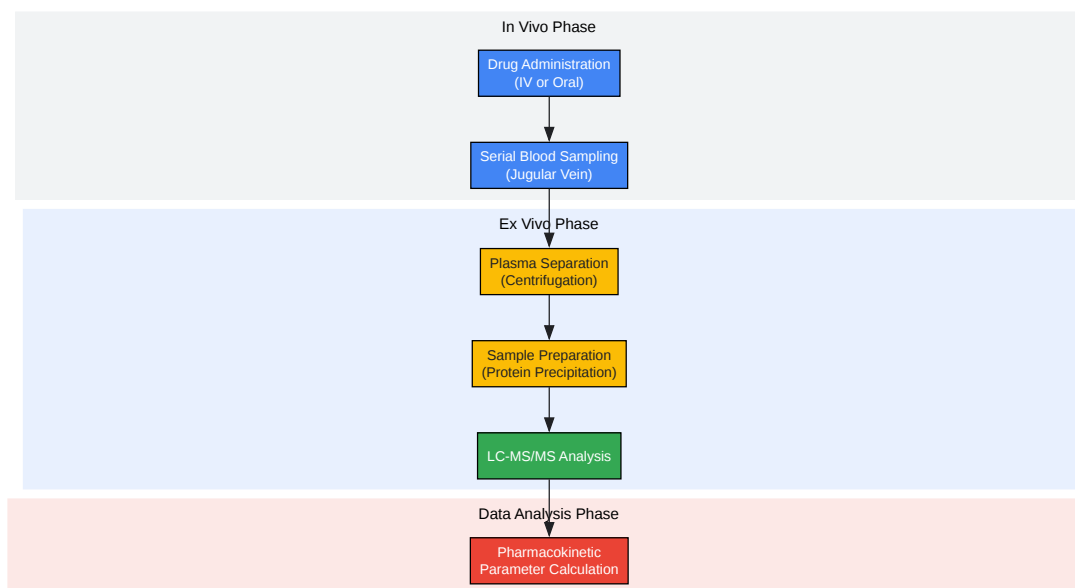 In Vivo Phase
Drug Administration
(IV or Oral)
Serial Blood Sampling
(Jugular Vein)
Ex Vivo Phase
Plasma Separation
(Centrifugation)
Sample Preparation
(Protein Precipitation)
LC-MS/MS Analysis
Data Analysis Phase
Pharmacokinetic
Parameter Calculation